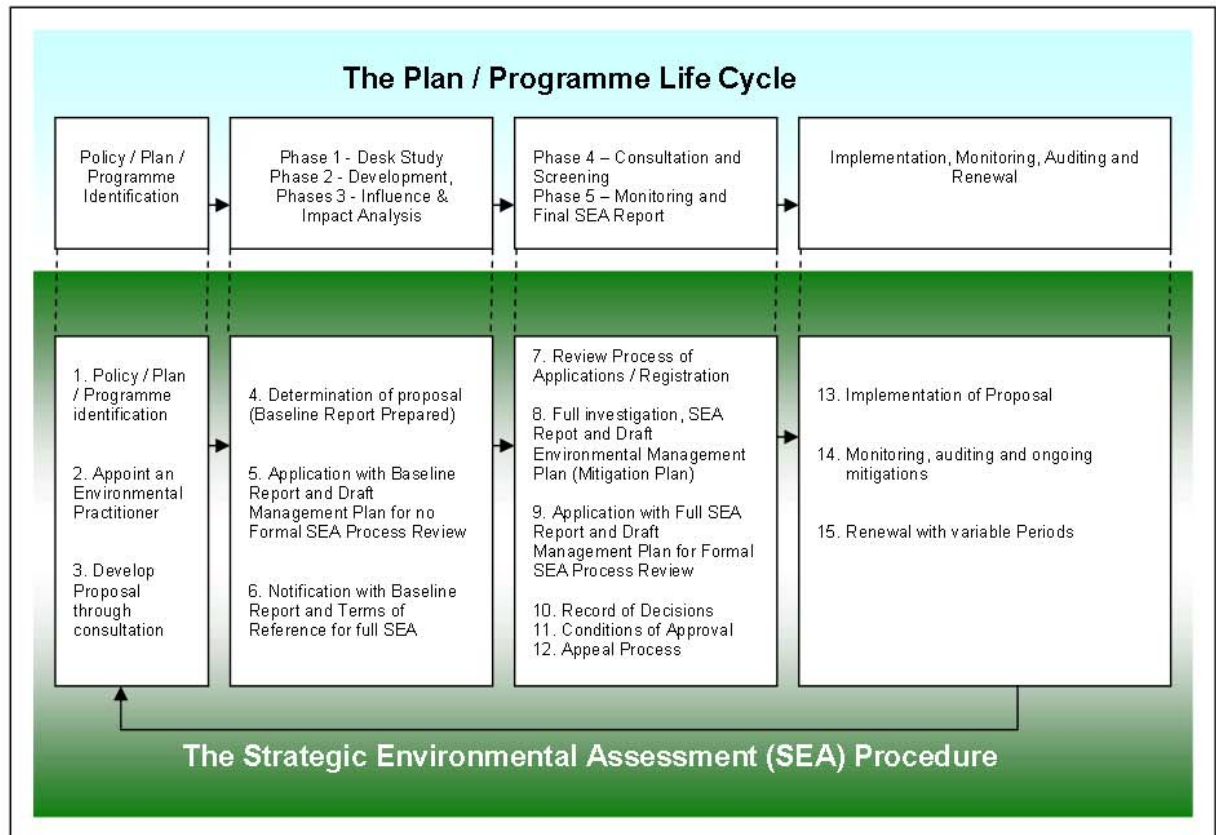 The Plan / Programme Life Cycle
Policy / Plan /
Programme
Identification
Phase 1 - Desk Study
Phase 2 - Development,
Phases 3 - Influence &
Impact Analysis
Phase 4 – Consultation and
Screening
Phase 5 – Monitoring and
Final SEA Report
Implementation, Monitoring, Auditing and
Renewal
1. Policy / Plan
/ Programme
identification
2. Appoint an
Environmental
Practitioner
3. Develop
Proposal
through
consultation
4. Determination of proposal
(Baseline Report Prepared)
5. Application with Baseline
Report and Draft
Management Plan for no
Formal SEA Process Review
6. Notification with Baseline
Report and Terms of
Reference for full SEA
7. Review Process of
Applications / Registration
8. Full investigation, SEA
Repot and Draft
Environmental Management
Plan (Mitigation Plan)
9. Application with Full SEA
Report and Draft
Management Plan for Formal
SEA Process Review
10. Record of Decisions
11. Conditions of Approval
12. Appeal Process
13. Implementation of Proposal
14. Monitoring, auditing and ongoing
mitigations
15. Renewal with variable Periods
The Strategic Environmental Assessment (SEA) Procedure